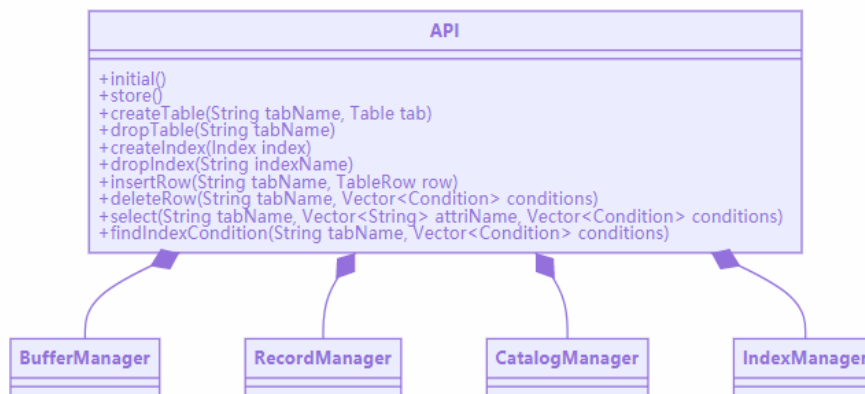 API
+initial()
+store()
+createTable(String tabName, Table tab)
+dropTable(String tabName)
+createIndex(Index index)
+dropIndex(String indexName)
+insertRow(String tabName, TableRow row)
+deleteRow(String tabName, Vector<Condition> conditions)
+select(String tabName, Vector<String> attriName, Vector<Condition> conditions)
+findIndexCondition(String tabName, Vector<Condition> conditions)
BufferManager
RecordManager
CatalogManager
IndexManager